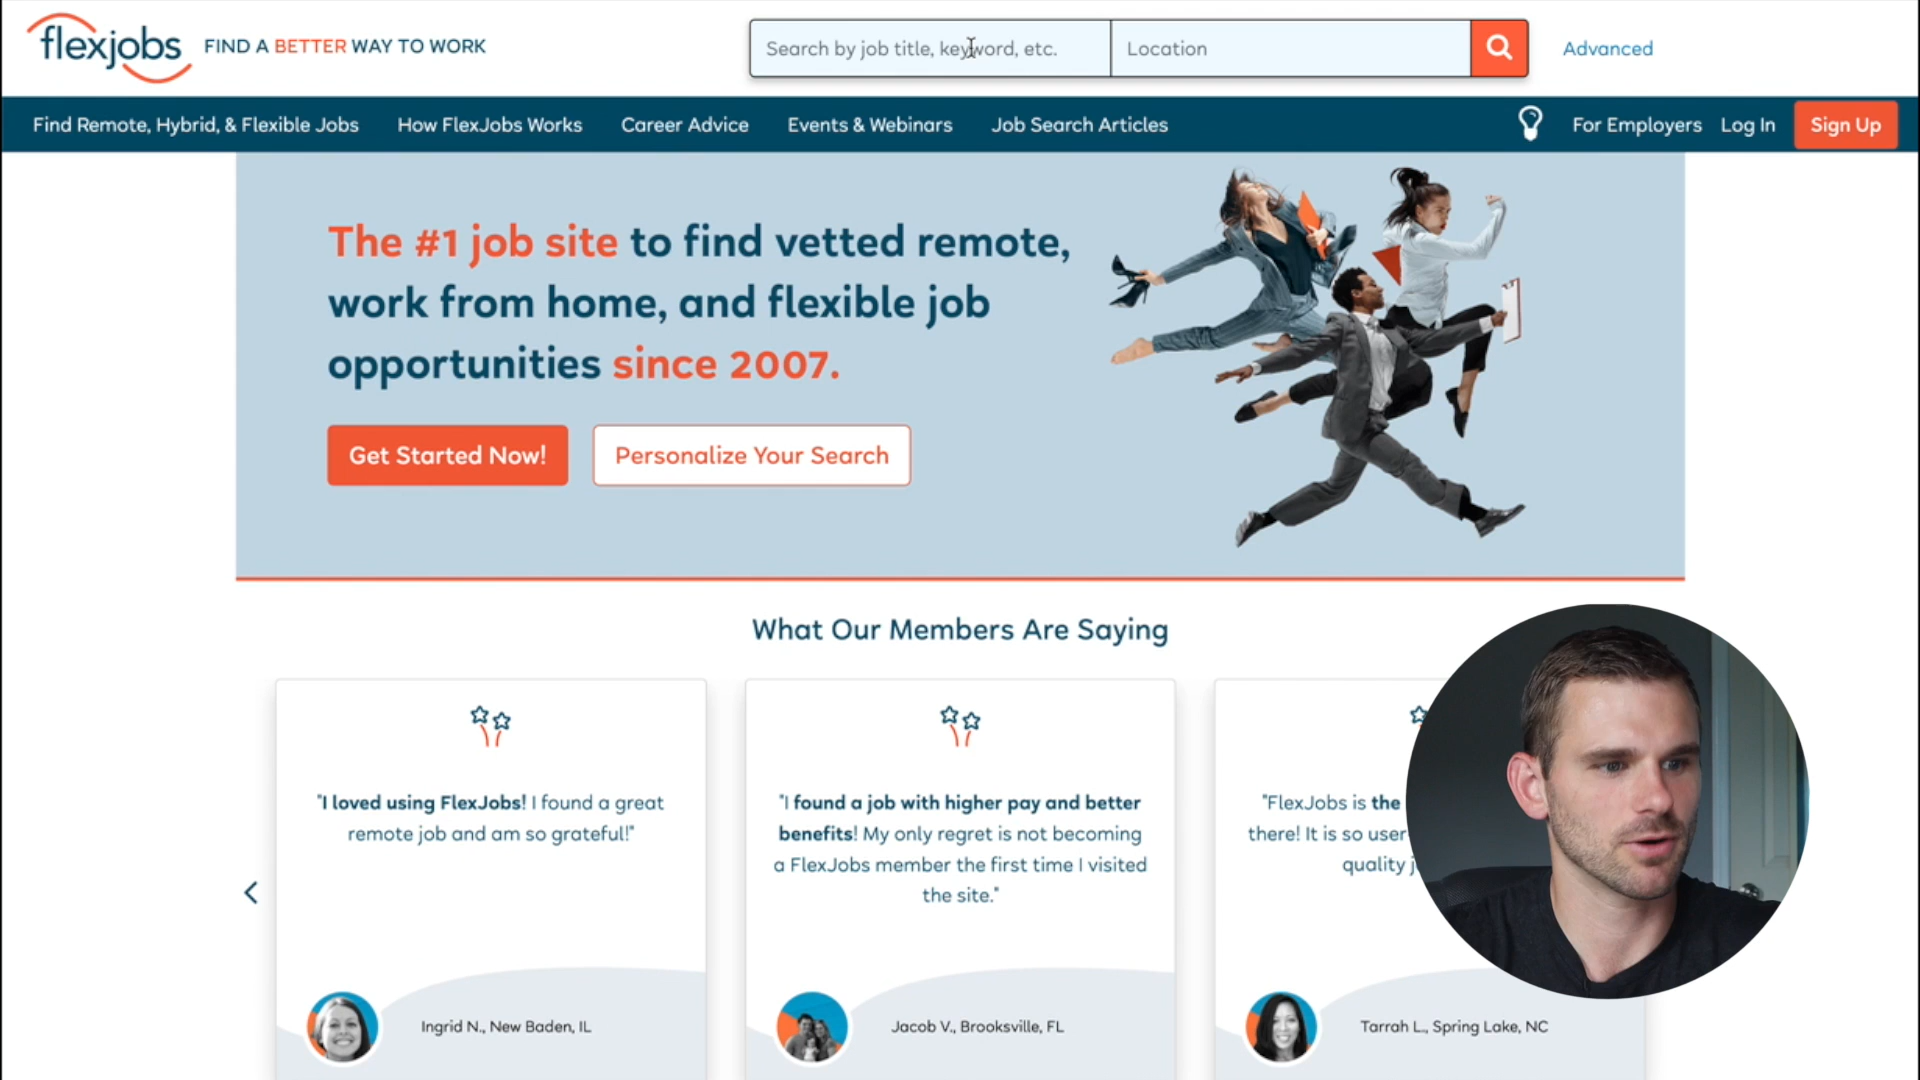 flexjobs
FIND A BETTER WAY TO WORK
Search by job title, keyword, etc.
Location
Advanced
Find Remote, Hybrid, & Flexible Jobs
How FlexJobs Works
Career Advice
Events & Webinars
Job Search Articles
For Employers
Log In
Sign Up
The #1 job site to find vetted remote,
work from home, and flexible job
opportunities since 2007.
Get Started Now!
Personalize Your Search
What Our Members Are Saying
"I loved using FlexJobs! I found a great
remote job and am so grateful!"
Ingrid N., New Baden, IL
"I found a job with higher pay and better
benefits! My only regret is not becoming
a FlexJobs member the first time I visited
the site."
Jacob V., Brooksville, FL
"FlexJobs is the
there! It is so user
quality
Tarrah L., Spring Lake, NC